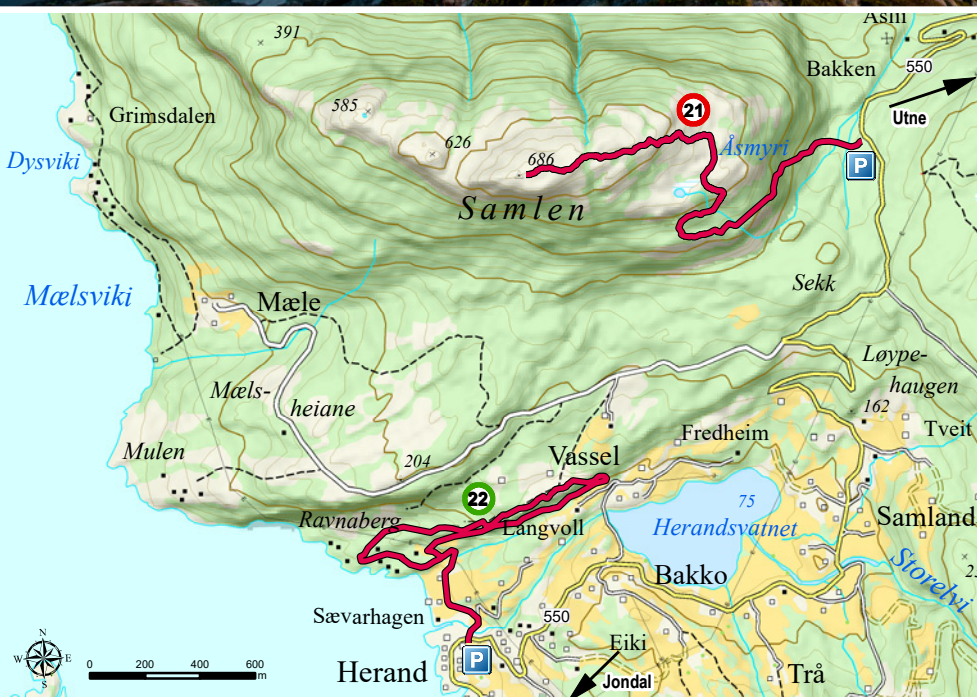 Åsm
391
Bakken
550
Utne
585
21
Grimsdalen
626
Åsmyri
Dysviki
686
P
Samlen
Sekk
Mælsviki
Mæle
Løype-
haugen
Mæls-
heiane
162
Mulen
Fredheim
Tveit
204
Vassel
22
75
Ravnaberg
Langvoll
Herandsvatnet
Samland
Storelvi
Bakko
Sævarhagen
550
N
W E
S
0 200 400 600
m
P
Eiki
Herand
Jondal
Trå